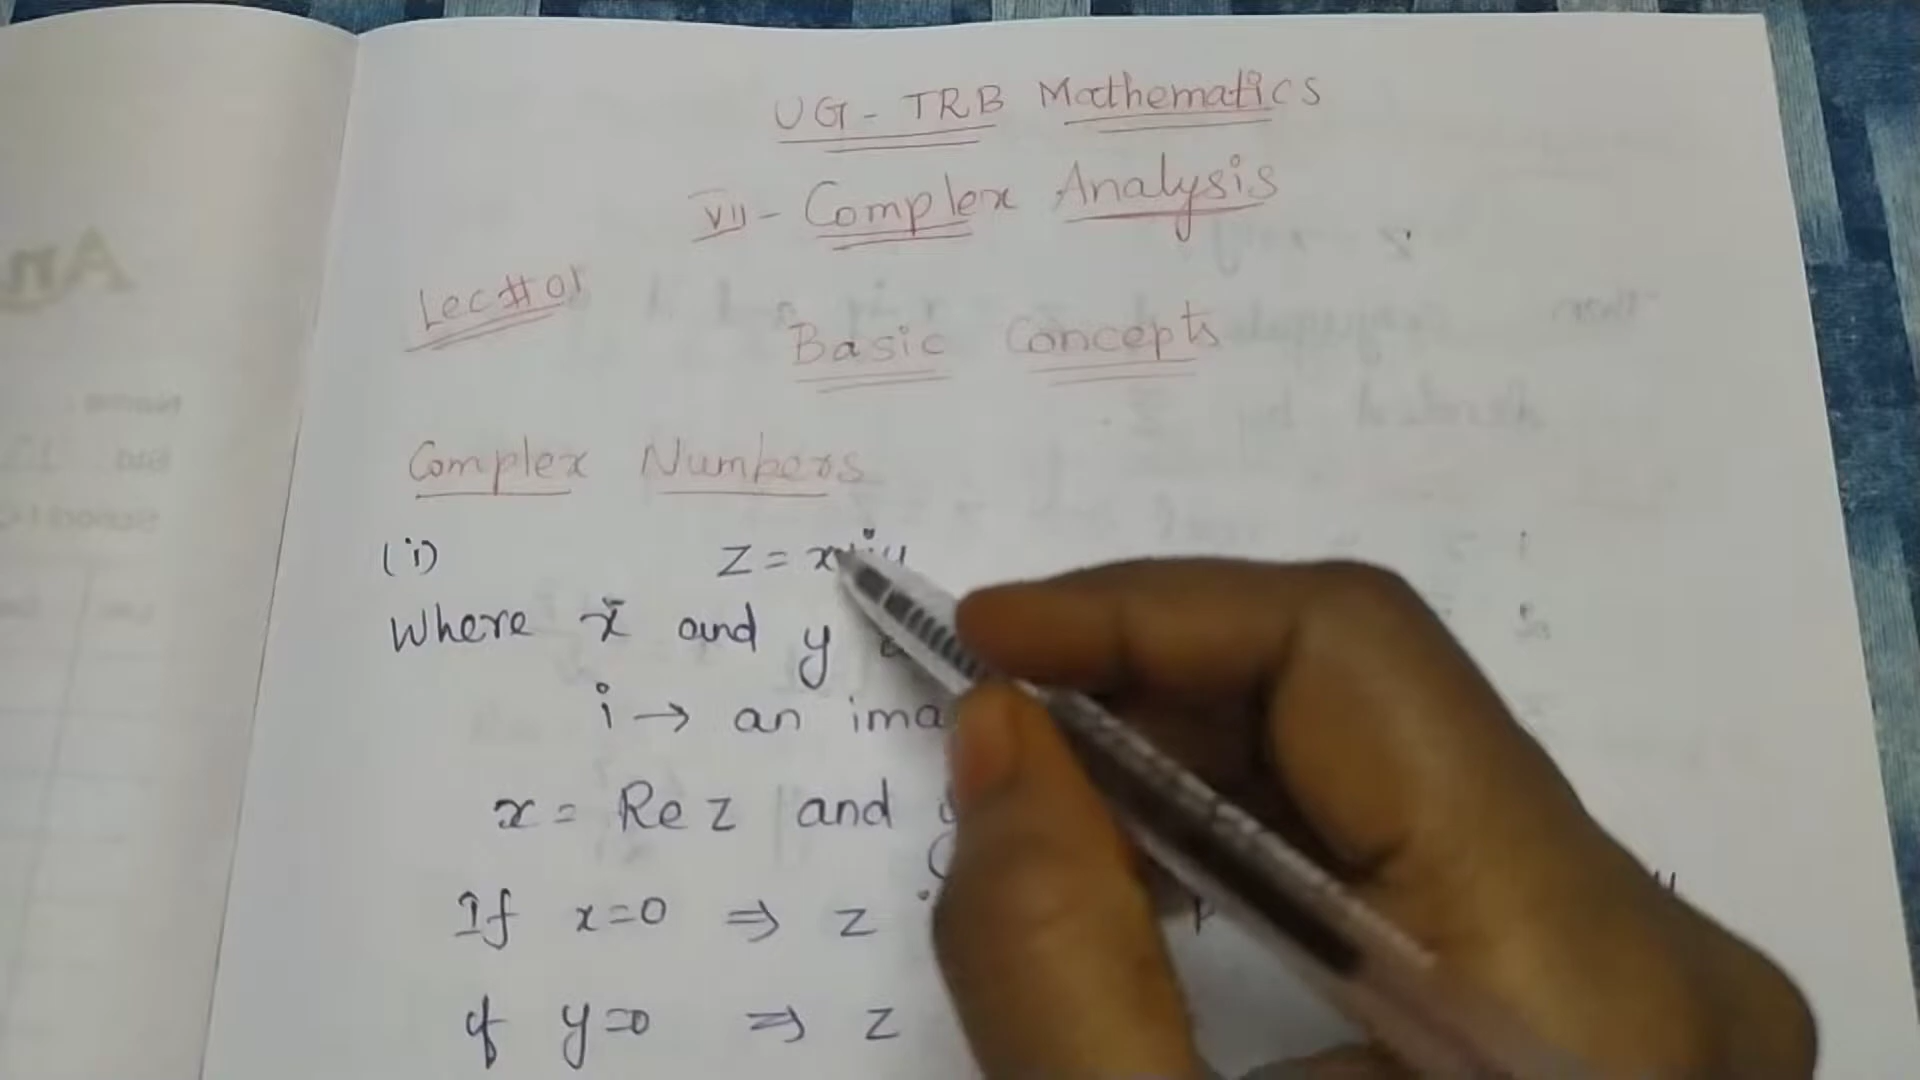 UG - TRB Mathematics
VII - Complex Analysis
Lec # 01
Basic Concepts
Complex Numbers
(i) z = x+iy
Where x and y
i → an ima
x = Re z and y
If x=0 ⇒ z
if y=0 ⇒ z